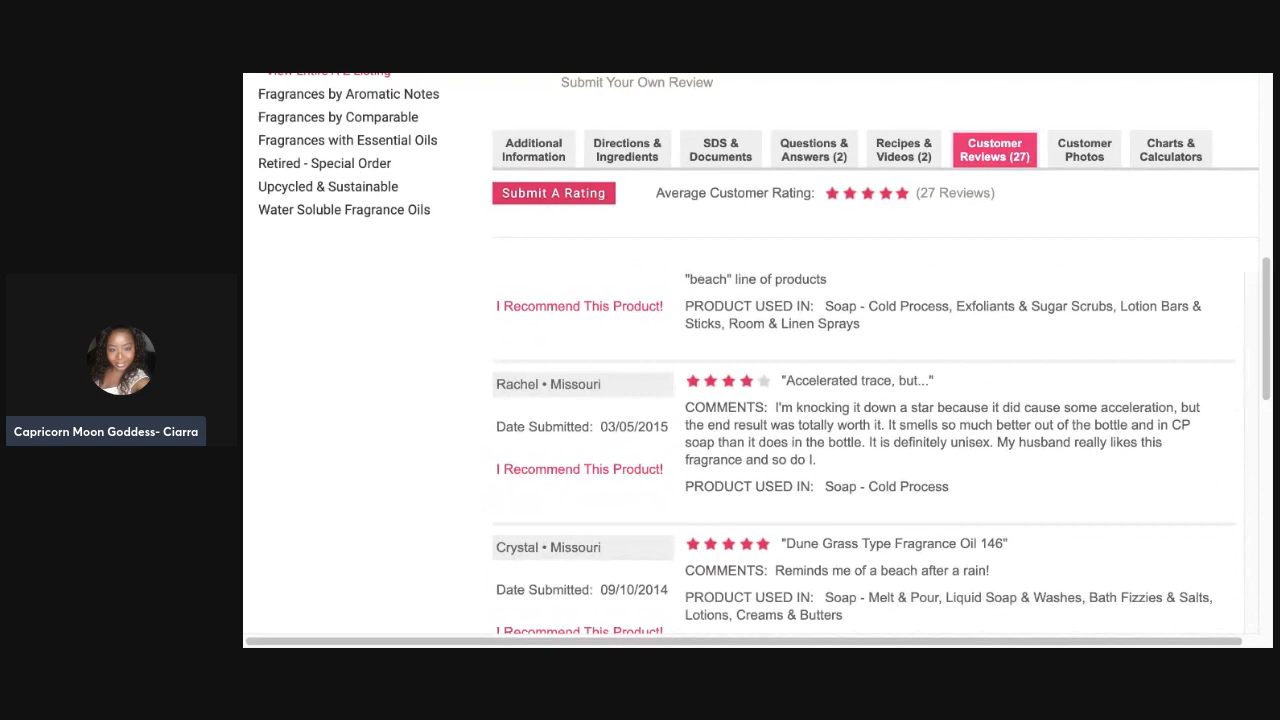 View Entire A-Z Listing
Fragrances by Aromatic Notes
Fragrances by Comparable
Fragrances with Essential Oils
Retired - Special Order
Upcycled & Sustainable
Water Soluble Fragrance Oils
Capricorn Moon Goddess- Ciarra
Submit Your Own Review
Additional Information
Directions & Ingredients
SDS & Documents
Questions & Answers (2)
Recipes & Videos (2)
Customer Reviews (27)
Customer Photos
Charts & Calculators
Submit A Rating
Average Customer Rating: (27 Reviews)
"beach" line of products
I Recommend This Product!
PRODUCT USED IN: Soap - Cold Process, Exfoliants & Sugar Scrubs, Lotion Bars &
Sticks, Room & Linen Sprays
Rachel • Missouri
"Accelerated trace, but..."
Date Submitted: 03/05/2015
COMMENTS: I'm knocking it down a star because it did cause some acceleration, but
the end result was totally worth it. It smells so much better out of the bottle and in CP
soap than it does in the bottle. It is definitely unisex. My husband really likes this
fragrance and so do I.
I Recommend This Product!
PRODUCT USED IN: Soap - Cold Process
Crystal • Missouri
"Dune Grass Type Fragrance Oil 146"
Date Submitted: 09/10/2014
COMMENTS: Reminds me of a beach after a rain!
PRODUCT USED IN: Soap - Melt & Pour, Liquid Soap & Washes, Bath Fizzies & Salts,
Lotions, Creams & Butters
I Recommend This Product!